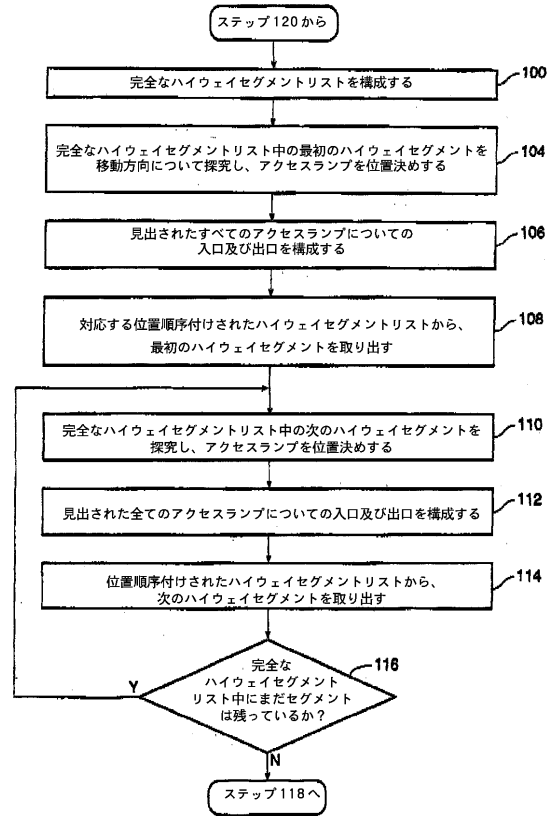 ステップ120から
完全なハイウェイセグメントリストを構成する
100
完全なハイウェイセグメントリスト中の最初のハイウェイセグメントを
移動方向について探究し、アクセスランプを位置決めする
104
見出されたすべてのアクセスランプについての
入口及び出口を構成する
106
対応する位置順序付けされたハイウェイセグメントリストから、
最初のハイウェイセグメントを取り出す
108
完全なハイウェイセグメントリスト中の次のハイウェイセグメントを
探究し、アクセスランプを位置決めする
110
見出された全てのアクセスランプについての入口及び出口を構成する
112
位置順序付けされたハイウェイセグメントリストから、
次のハイウェイセグメントを取り出す
114
完全な
ハイウェイセグメント
リスト中にまだセグメント
は残っているか？
116
Y
N
ステップ118へ